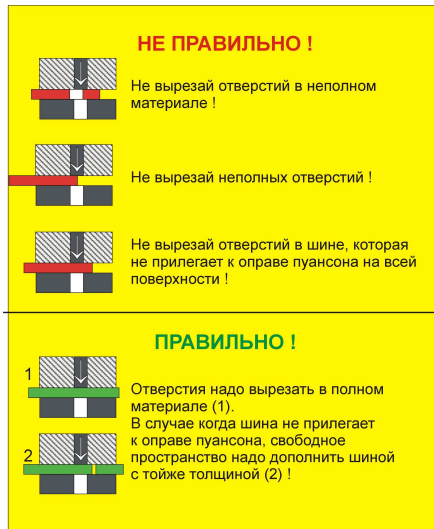 НЕ ПРАВИЛЬНО !
Не вырезай отверстий в неполном
материале !
Не вырезай неполных отверстий !
Не вырезай отверстий в шине, которая
не прилегает к оправе пуансона на всей
поверхности !
ПРАВИЛЬНО !
1
Отверстия надо вырезать в полном
материале (1).
В случае когда шина не прилегает
к оправе пуансона, свободное
2
пространство надо дополнить шиной
с тойже толщиной (2) !